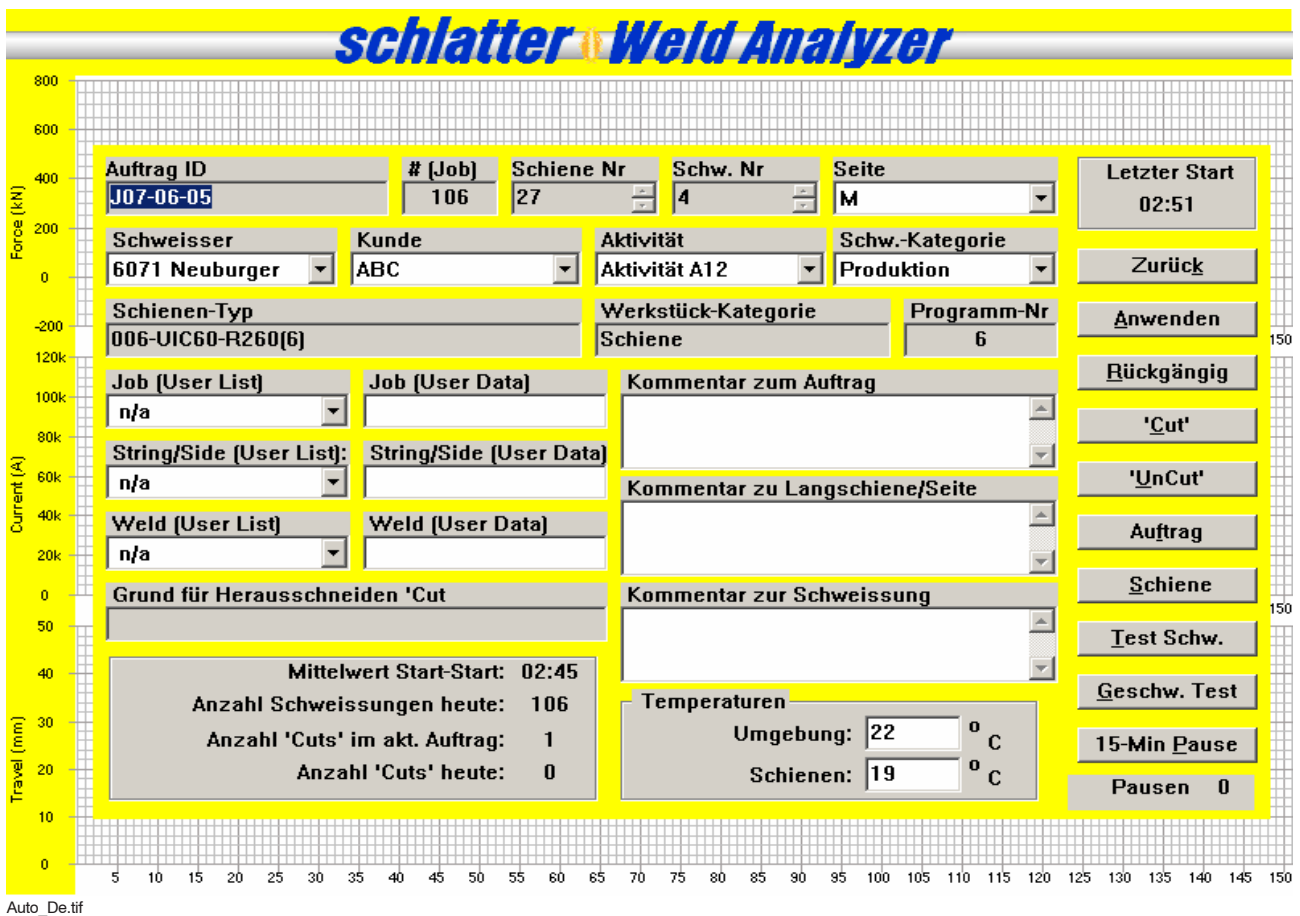 schlatter Weld Analyzer
800
600
400
200
0
-200
Force (kN)
120k
100k
80k
60k
40k
20k
0
Current (A)
50
40
30
20
10
0
Travel (mm)
Auftrag ID
# (Job)
Schiene Nr
Schw. Nr
Seite
J07-06-05
106
27
4
M
Schweisser
Kunde
Aktivität
Schw.-Kategorie
6071 Neuburger
ABC
Aktivität A12
Produktion
Schienen-Typ
Werkstück-Kategorie
Programm-Nr
006-UIC60-R260(6)
Schiene
6
Job (User List)
Job (User Data)
n/a
String/Side (User List):
String/Side (User Data)
n/a
Weld (User List)
Weld (User Data)
n/a
Grund für Herausschneiden 'Cut
Kommentar zum Auftrag
Kommentar zu Langschiene/Seite
Kommentar zur Schweissung
Mittelwert Start-Start: 02:45
Anzahl Schweissungen heute: 106
Anzahl 'Cuts' im akt. Auftrag: 1
Anzahl 'Cuts' heute: 0
Temperaturen
Umgebung: 22 °C
Schienen: 19 °C
Letzter Start
02:51
Zurück
Anwenden
Rückgängig
'Cut'
'UnCut'
Auftrag
Schiene
Test Schw.
Geschw. Test
15-Min Pause
Pausen 0
150
150
5 10 15 20 25 30 35 40 45 50 55 60 65 70 75 80 85 90 95 100 105 110 115 120 125 130 135 140 145 150
Auto_De.tif